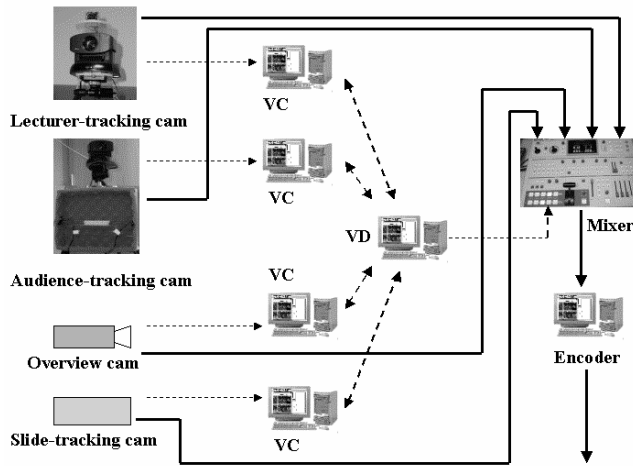 Lecturer-tracking cam
VC
VC
Audience-tracking cam
VD
Mixer
VC
Overview cam
Encoder
Slide-tracking cam
VC